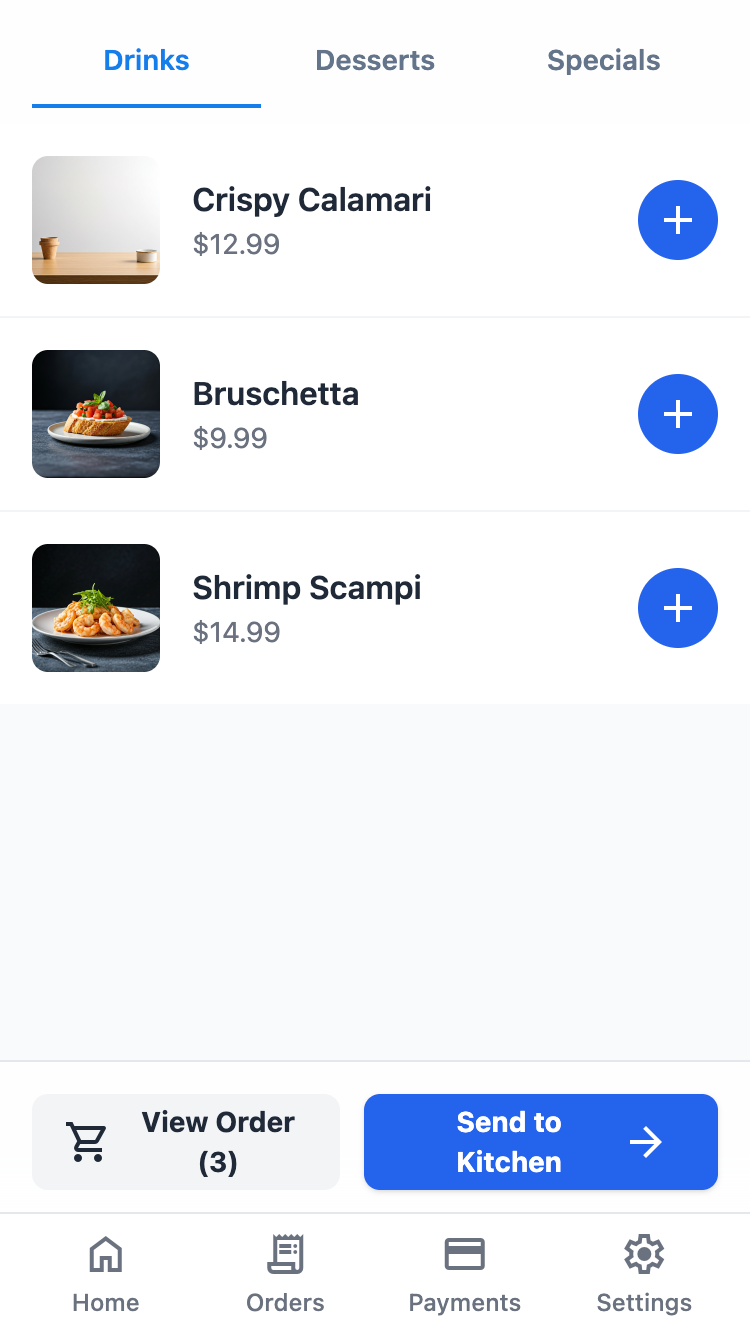 Drinks
Desserts
Specials
Crispy Calamari
$12.99
Bruschetta
$9.99
Shrimp Scampi
$14.99
View Order
(3)
Send to
Kitchen
Home
Orders
Payments
Settings